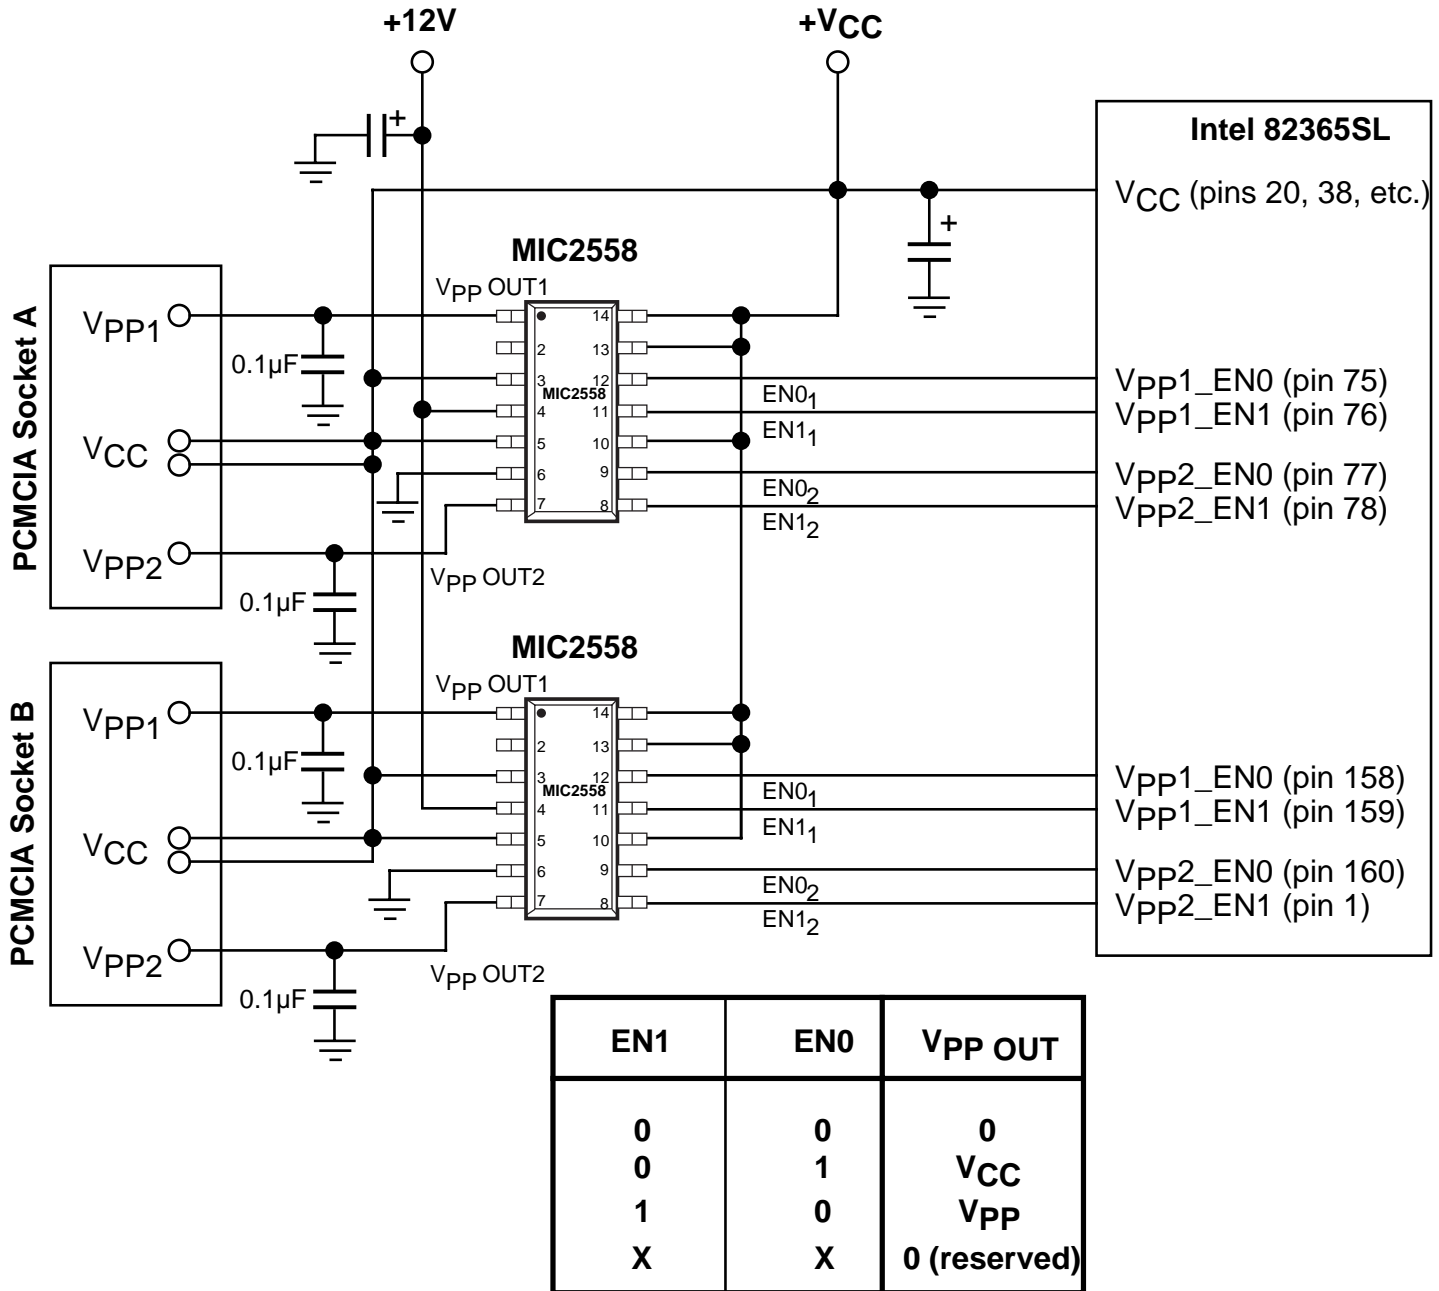 +12V
+VCC
+
Intel 82365SL
VCC (pins 20, 38, etc.)
+
MIC2558
VPP OUT1
PCMCIA Socket A
VPP1
0.1µF
VCC
VPP2
0.1µF
2
3
4
5
6
7
14
13
12
11
10
9
8
MIC2558
EN01
EN11
EN02
EN12
VPP OUT2
VPP1_EN0 (pin 75)
VPP1_EN1 (pin 76)
VPP2_EN0 (pin 77)
VPP2_EN1 (pin 78)
MIC2558
VPP OUT1
PCMCIA Socket B
VPP1
0.1µF
VCC
VPP2
0.1µF
2
3
4
5
6
7
14
13
12
11
10
9
8
MIC2558
EN01
EN11
EN02
EN12
VPP OUT2
VPP1_EN0 (pin 158)
VPP1_EN1 (pin 159)
VPP2_EN0 (pin 160)
VPP2_EN1 (pin 1)
EN1 EN0 VPP OUT
0 0 0
0 1 VCC
1 0 VPP
X X 0 (reserved)